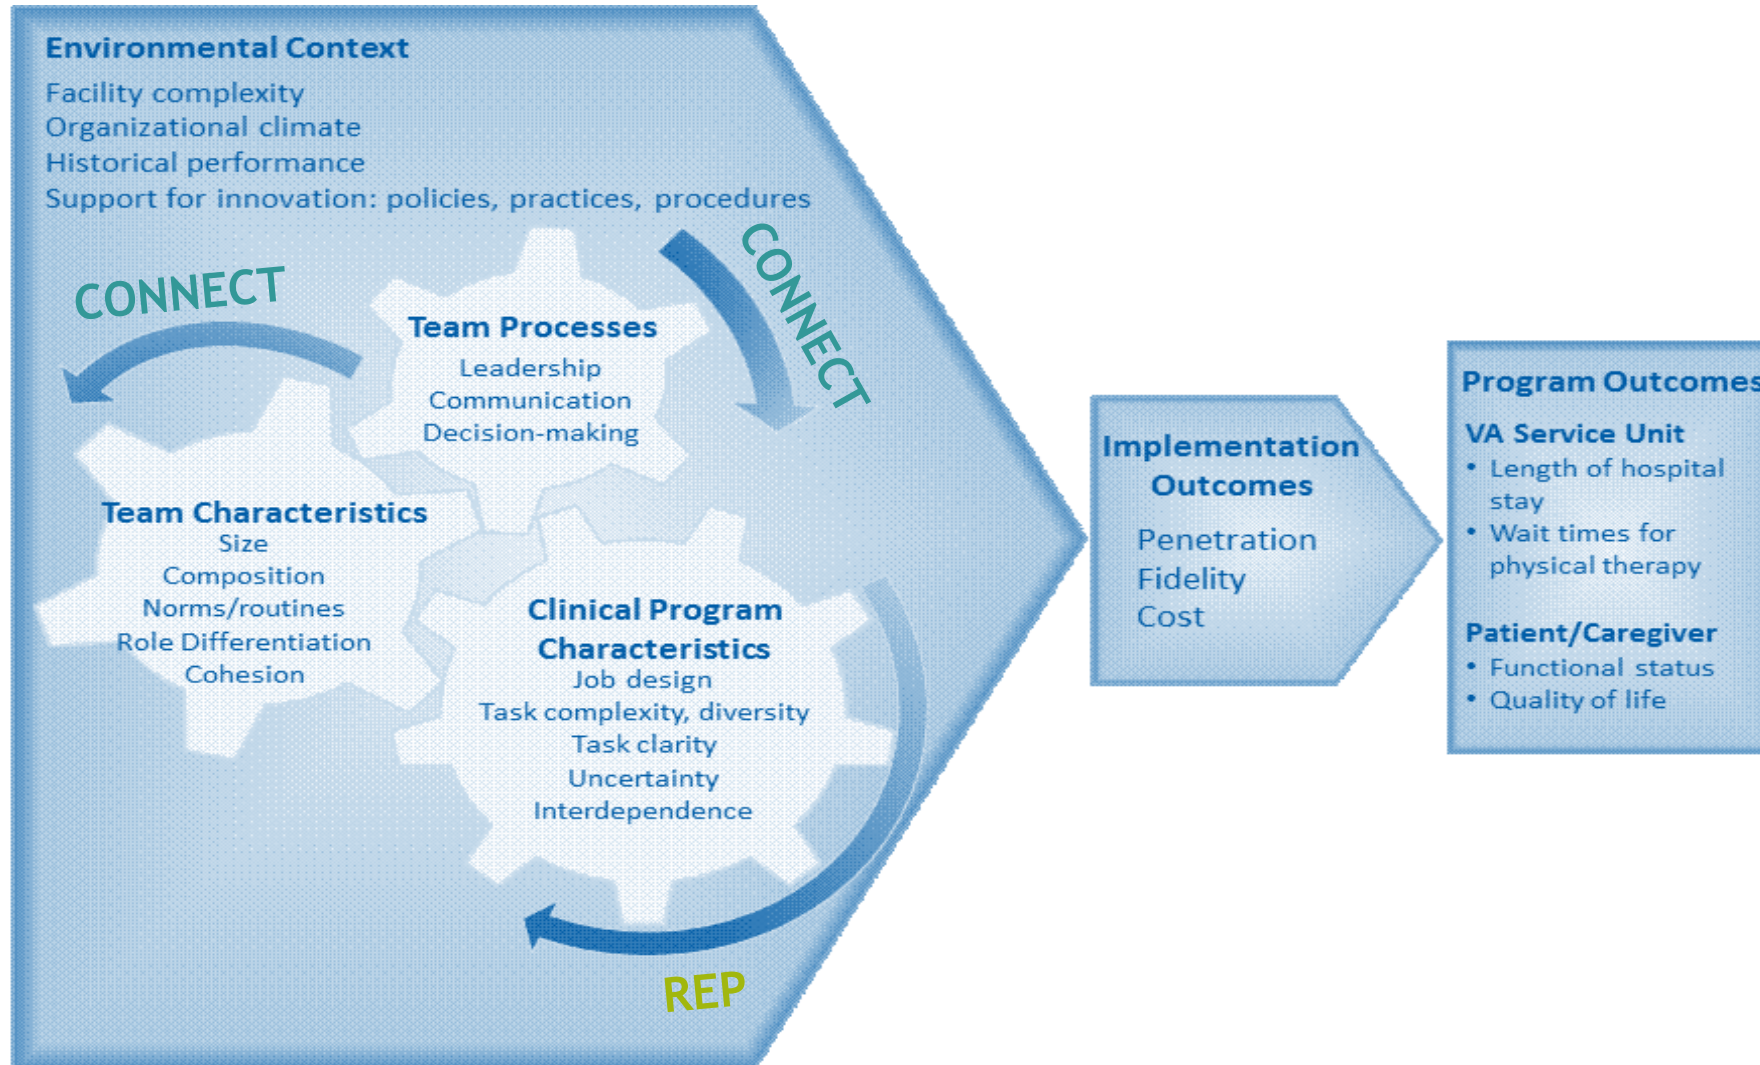 Environmental Context
Facility complexity
Organizational climate
Historical performance
Support for innovation: policies, practices, procedures
CONNECT
CONNECT
Team Processes
Leadership
Communication
Decision-making
Team Characteristics
Size
Composition
Norms/routines
Role Differentiation
Cohesion
Clinical Program
Characteristics
Job design
Task complexity, diversity
Task clarity
Uncertainty
Interdependence
REP
Implementation
Outcomes
Penetration
Fidelity
Cost
Program Outcomes
VA Service Unit
• Length of hospital
stay
• Wait times for
physical therapy
Patient/Caregiver
• Functional status
• Quality of life